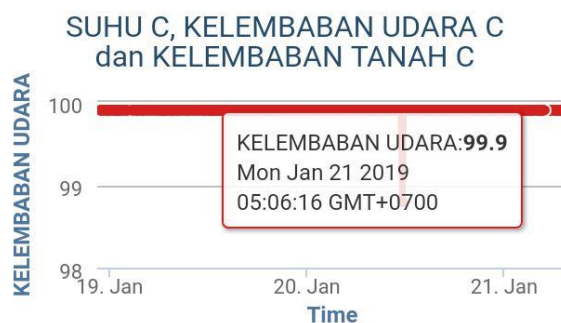 SUHU C, KELEMBABAN UDARA C
dan KELEMBABAN TANAH C
KELEMBABAN UDARA
100
99
98
KELEMBABAN UDARA:99.9
Mon Jan 21 2019
05:06:16 GMT+0700
19. Jan
20. Jan
21. Jan
Time